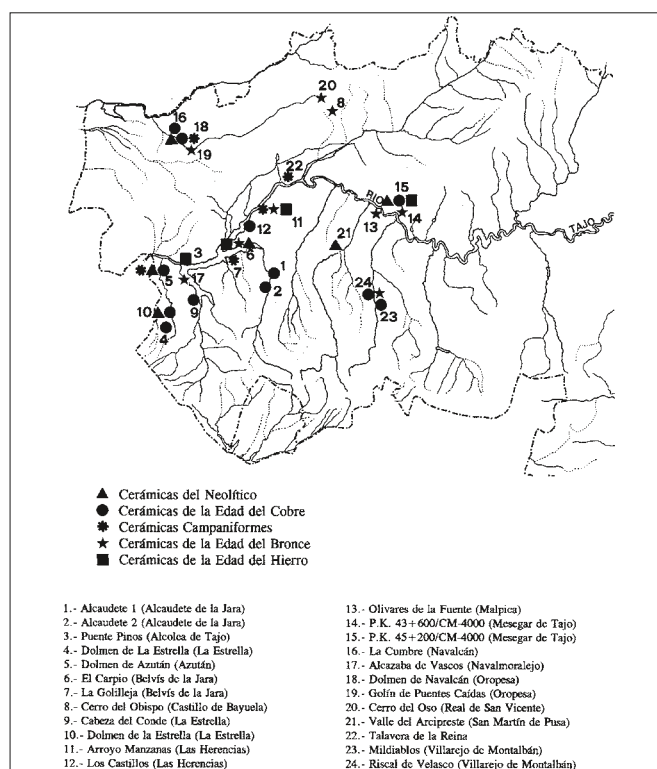 20
8
16
18
19
22
RIO
15
13
14
TAJO
12
11
21
3
6
7
5
17
1
2
24
23
10
9
4
Cerámicas del Neolítico
Cerámicas de la Edad del Cobre
Cerámicas Campaniformes
Cerámicas de la Edad del Bronce
Cerámicas de la Edad del Hierro
1.- Alcaudete 1 (Alcaudete de la Jara)
2.- Alcaudete 2 (Alcaudete de la Jara)
3.- Puente Pinos (Alcolea de Tajo)
4.- Dolmen de La Estrella (La Estrella)
5.- Dolmen de Azután (Azután)
6.- El Carpio (Belvís de la Jara)
7.- La Golilleja (Belvís de la Jara)
8.- Cerro del Obispo (Castillo de Bayuela)
9.- Cabeza del Conde (La Estrella)
10.- Dolmen de la Estrella (La Estrella)
11.- Arroyo Manzanas (Las Herencias)
12.- Los Castillos (Las Herencias)
13.- Olivares de la Fuente (Malpica)
14.- P.K. 43+600/CM-4000 (Mesegar de Tajo)
15.- P.K. 45+200/CM-4000 (Mesegar de Tajo)
16.- La Cumbre (Navalcán)
17.- Alcazaba de Vascos (Navalmoralejo)
18.- Dolmen de Navalcán (Oropesa)
19.- Golín de Puentes Caídas (Oropesa)
20.- Cerro del Oso (Real de San Vicente)
21.- Valle del Arcipreste (San Martín de Pusa)
22.- Talavera de la Reina
23.- Mildiablos (Villarejo de Montalbán)
24.- Riscal de Velasco (Villarejo de Montalbán)